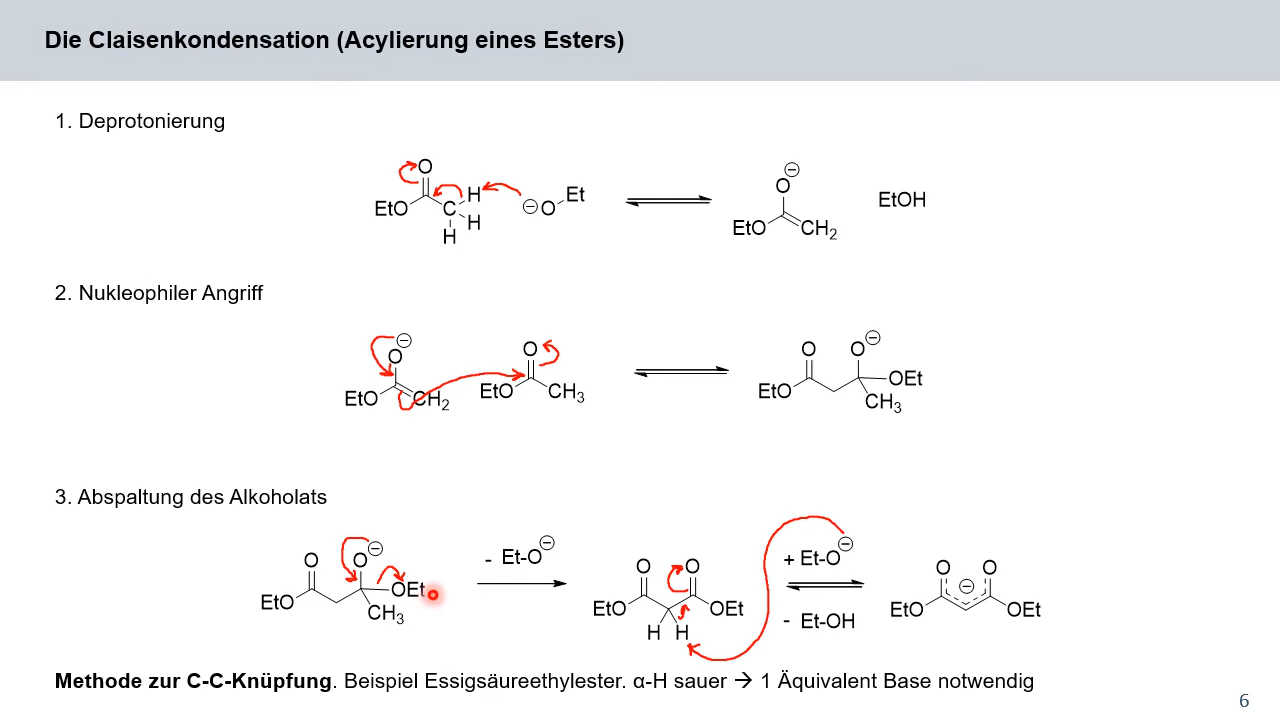 Die Claisenkondensation (Acylierung eines Esters)
1. Deprotonierung
O
EtO
C
H
H
H
⊖O
Et
⊖
O
EtO
CH2
EtOH
2. Nukleophiler Angriff
⊖
O
EtO
CH2
O
EtO
CH3
O
O⊖
EtO
OEt
CH3
3. Abspaltung des Alkoholats
O
O⊖
EtO
OEt
CH3
- Et-O⊖
O
O
EtO
OEt
H H
+ Et-O⊖
- Et-OH
O
O
⊖
EtO
OEt
Methode zur C-C-Knüpfung. Beispiel Essigsäureethylester. α-H sauer → 1 Äquivalent Base notwendig
6